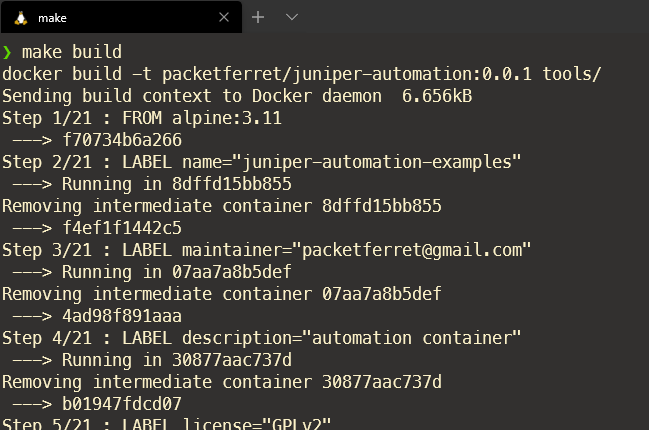 make
❯ make build
docker build -t packetferret/juniper-automation:0.0.1 tools/
Sending build context to Docker daemon  6.656kB
Step 1/21 : FROM alpine:3.11
 ---> f70734b6a266
Step 2/21 : LABEL name="juniper-automation-examples"
 ---> Running in 8dffd15bb855
Removing intermediate container 8dffd15bb855
 ---> f4ef1f1442c5
Step 3/21 : LABEL maintainer="packetferret@gmail.com"
 ---> Running in 07aa7a8b5def
Removing intermediate container 07aa7a8b5def
 ---> 4ad98f891aaa
Step 4/21 : LABEL description="automation container"
 ---> Running in 30877aac737d
Removing intermediate container 30877aac737d
 ---> b01947fdcd07
Step 5/21 : LABEL license="GPLv2"